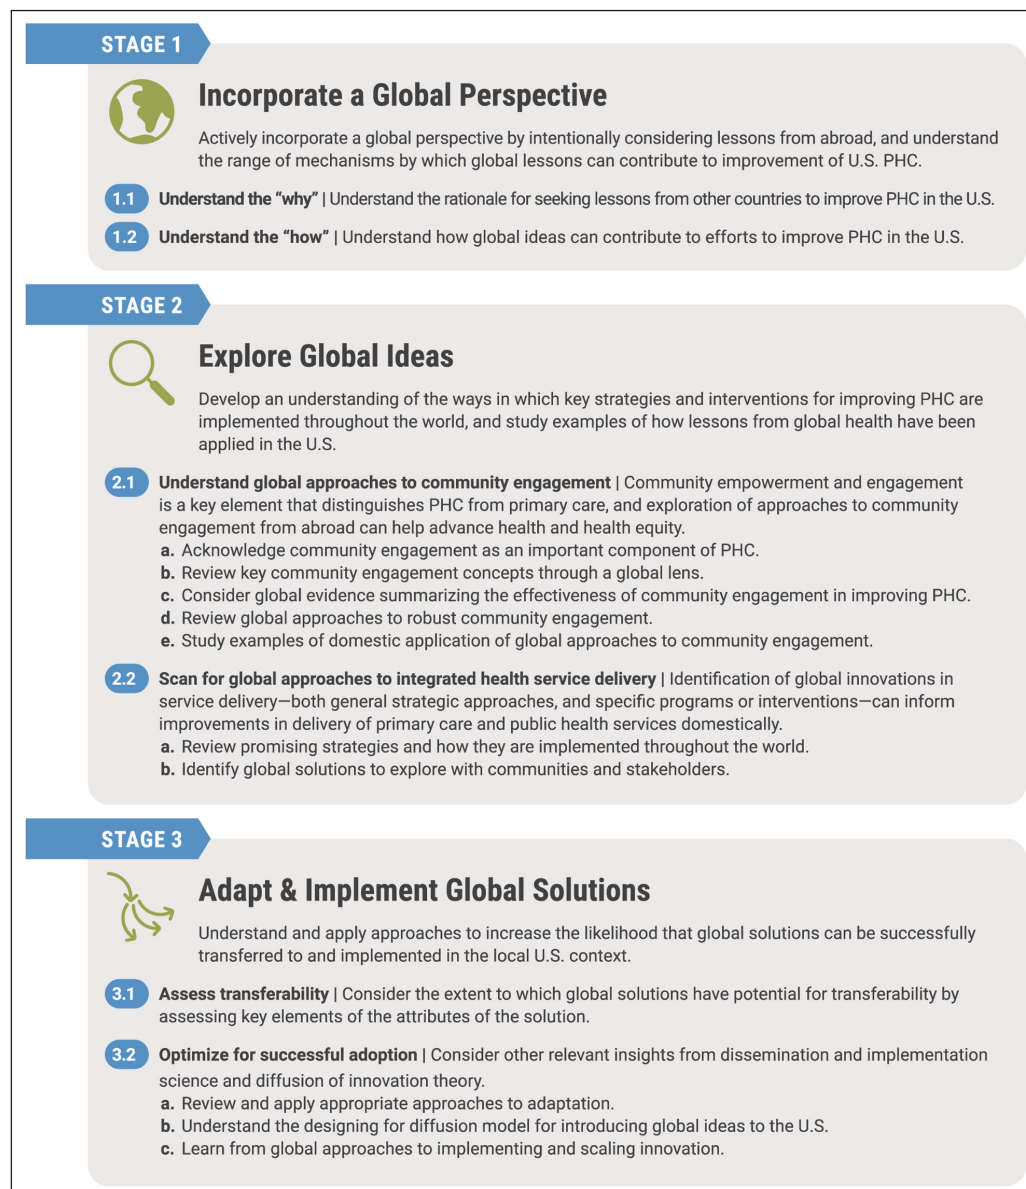 STAGE 1
Incorporate a Global Perspective
Actively incorporate a global perspective by intentionally considering lessons from abroad, and understand
the range of mechanisms by which global lessons can contribute to improvement of U.S. PHC.
1.1 Understand the “why” | Understand the rationale for seeking lessons from other countries to improve PHC in the U.S.
1.2 Understand the “how” | Understand how global ideas can contribute to efforts to improve PHC in the U.S.
STAGE 2
Explore Global Ideas
Develop an understanding of the ways in which key strategies and interventions for improving PHC are
implemented throughout the world, and study examples of how lessons from global health have been
applied in the U.S.
2.1 Understand global approaches to community engagement | Community empowerment and engagement
is a key element that distinguishes PHC from primary care, and exploration of approaches to community
engagement from abroad can help advance health and health equity.
a. Acknowledge community engagement as an important component of PHC.
b. Review key community engagement concepts through a global lens.
c. Consider global evidence summarizing the effectiveness of community engagement in improving PHC.
d. Review global approaches to robust community engagement.
e. Study examples of domestic application of global approaches to community engagement.
2.2 Scan for global approaches to integrated health service delivery | Identification of global innovations in
service delivery—both general strategic approaches, and specific programs or interventions—can inform
improvements in delivery of primary care and public health services domestically.
a. Review promising strategies and how they are implemented throughout the world.
b. Identify global solutions to explore with communities and stakeholders.
STAGE 3
Adapt & Implement Global Solutions
Understand and apply approaches to increase the likelihood that global solutions can be successfully
transferred to and implemented in the local U.S. context.
3.1 Assess transferability | Consider the extent to which global solutions have potential for transferability by
assessing key elements of the attributes of the solution.
3.2 Optimize for successful adoption | Consider other relevant insights from dissemination and implementation
science and diffusion of innovation theory.
a. Review and apply appropriate approaches to adaptation.
b. Understand the designing for diffusion model for introducing global ideas to the U.S.
c. Learn from global approaches to implementing and scaling innovation.